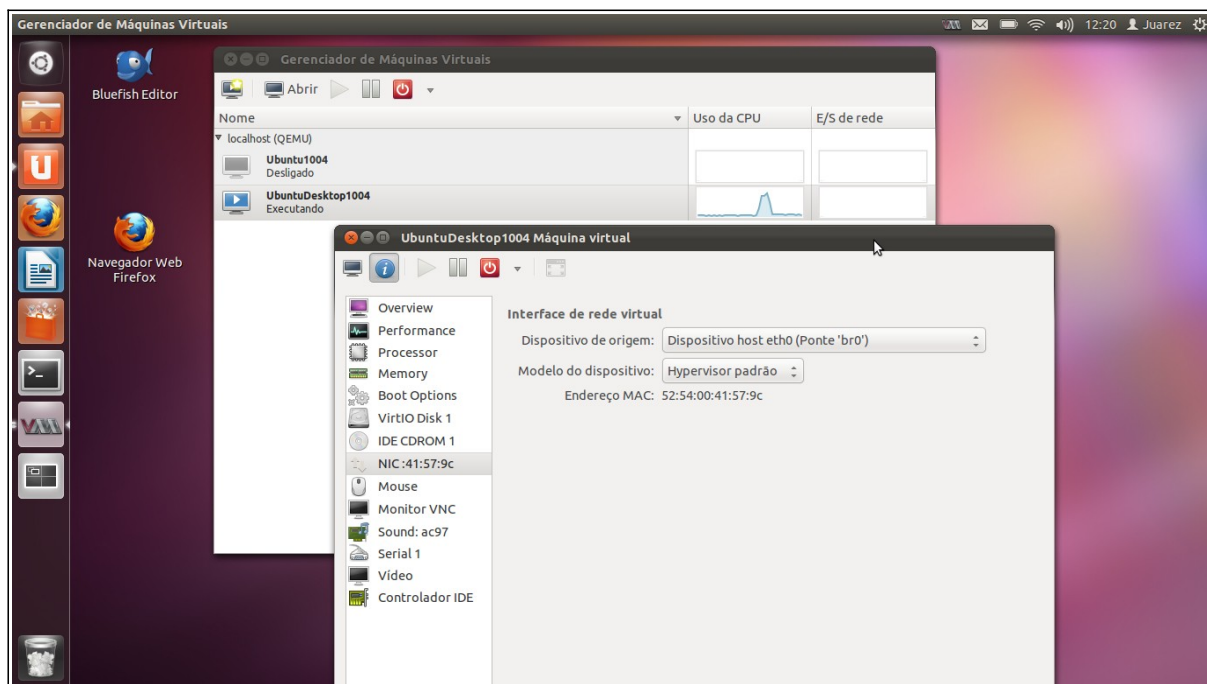 Gerenciador de Máquinas Virtuais
12:20 Juarez
Bluefish Editor
Navegador Web
Firefox
Gerenciador de Máquinas Virtuais
Abrir
Nome Uso da CPU E/S de rede
localhost (QEMU)
Ubuntu1004
Desligado
UbuntuDesktop1004
Executando
UbuntuDesktop1004 Máquina virtual
Overview
Performance
Processor
Memory
Boot Options
VirtIO Disk 1
IDE CDROM 1
NIC :41:57:9c
Mouse
Monitor VNC
Sound: ac97
Serial 1
Vídeo
Controlador IDE
Interface de rede virtual
Dispositivo de origem: Dispositivo host eth0 (Ponte 'br0')
Modelo do dispositivo: Hypervisor padrão
Endereço MAC: 52:54:00:41:57:9c